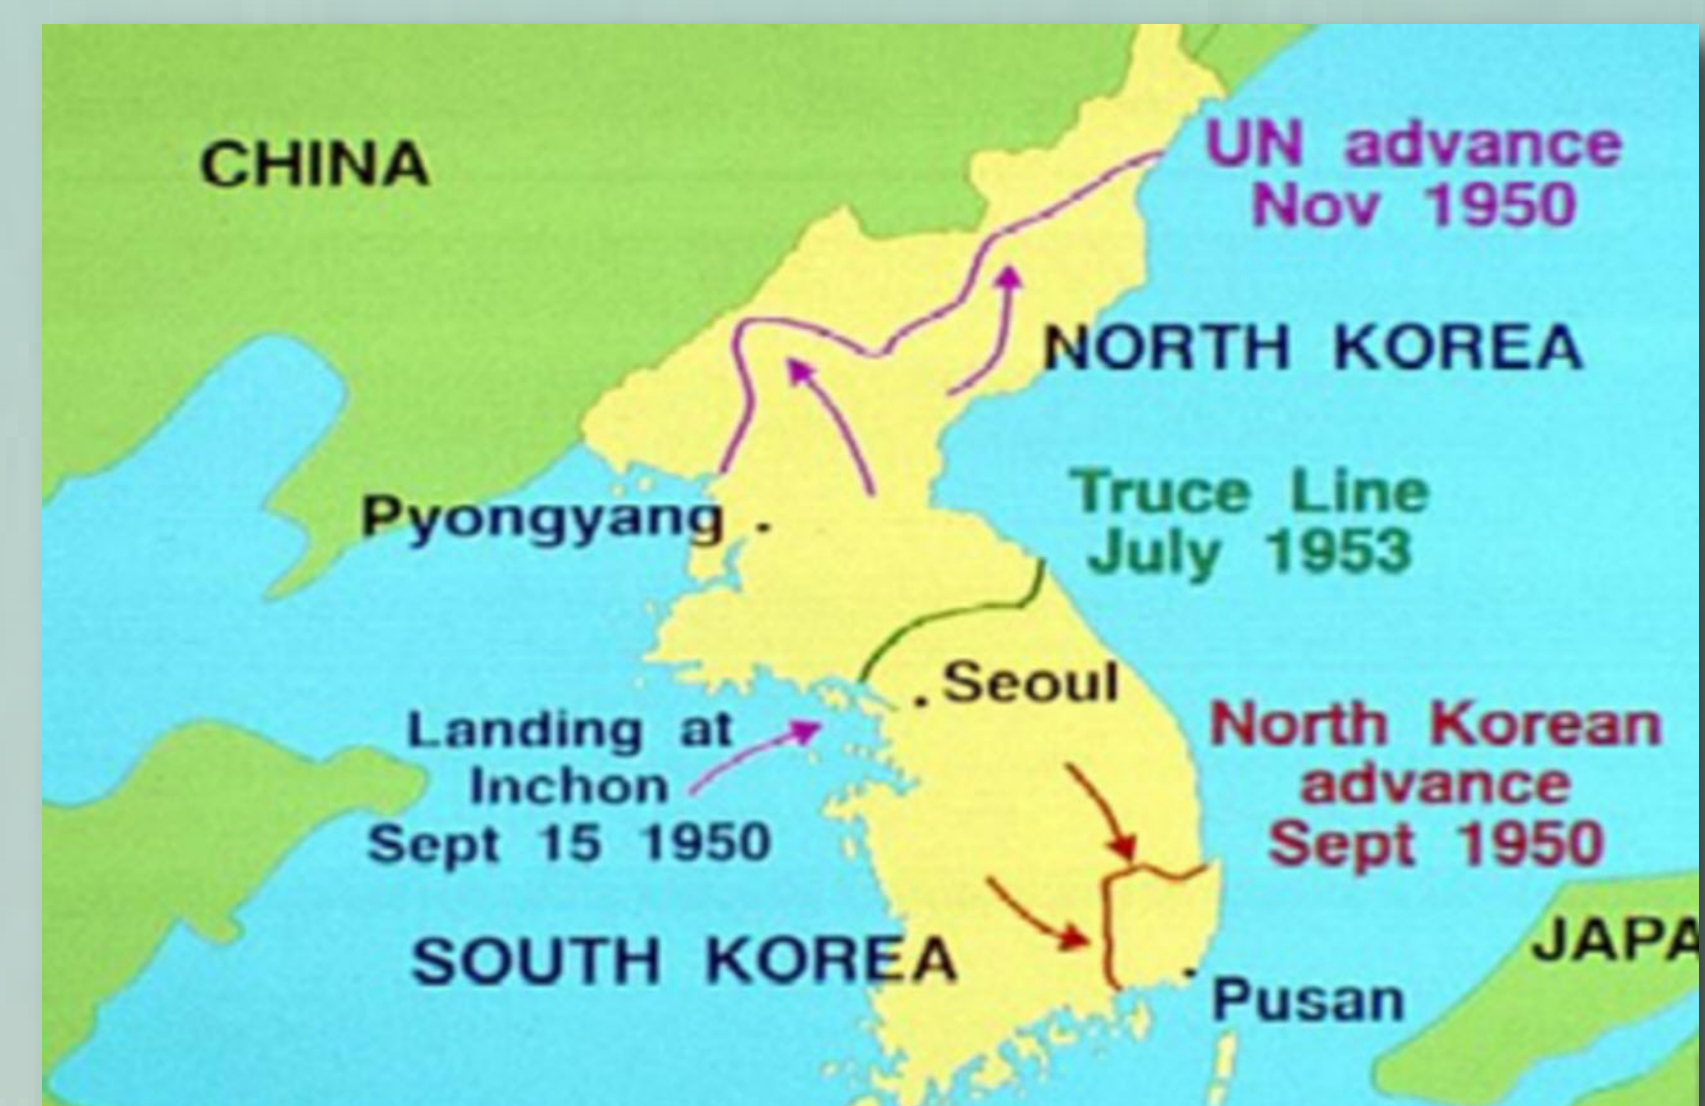 CHINA
UN advance
Nov 1950
NORTH KOREA
Truce Line
July 1953
Pyongyang
Seoul
Landing at
Inchon
Sept 15 1950
North Korean
advance
Sept 1950
SOUTH KOREA
JAPA
Pusan